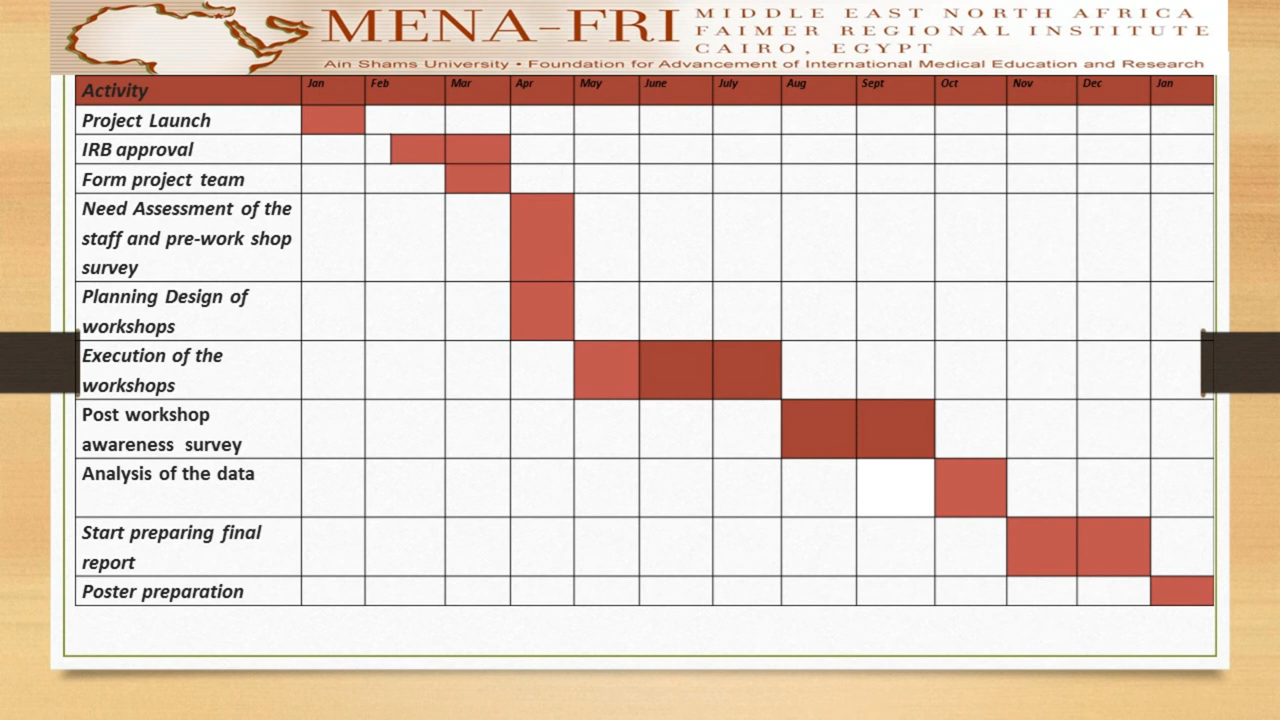 MENA-FRI
MIDDLE EAST NORTH AFRICA
FAIMER REGIONAL INSTITUTE
CAIRO, EGYPT
Ain Shams University • Foundation for Advancement of International Medical Education and Research
Activity Jan Feb Mar Apr May June July Aug Sept Oct Nov Dec Jan
Project Launch
IRB approval
Form project team
Need Assessment of the
staff and pre-work shop
survey
Planning Design of
workshops
Execution of the
workshops
Post workshop
awareness survey
Analysis of the data
Start preparing final
report
Poster preparation